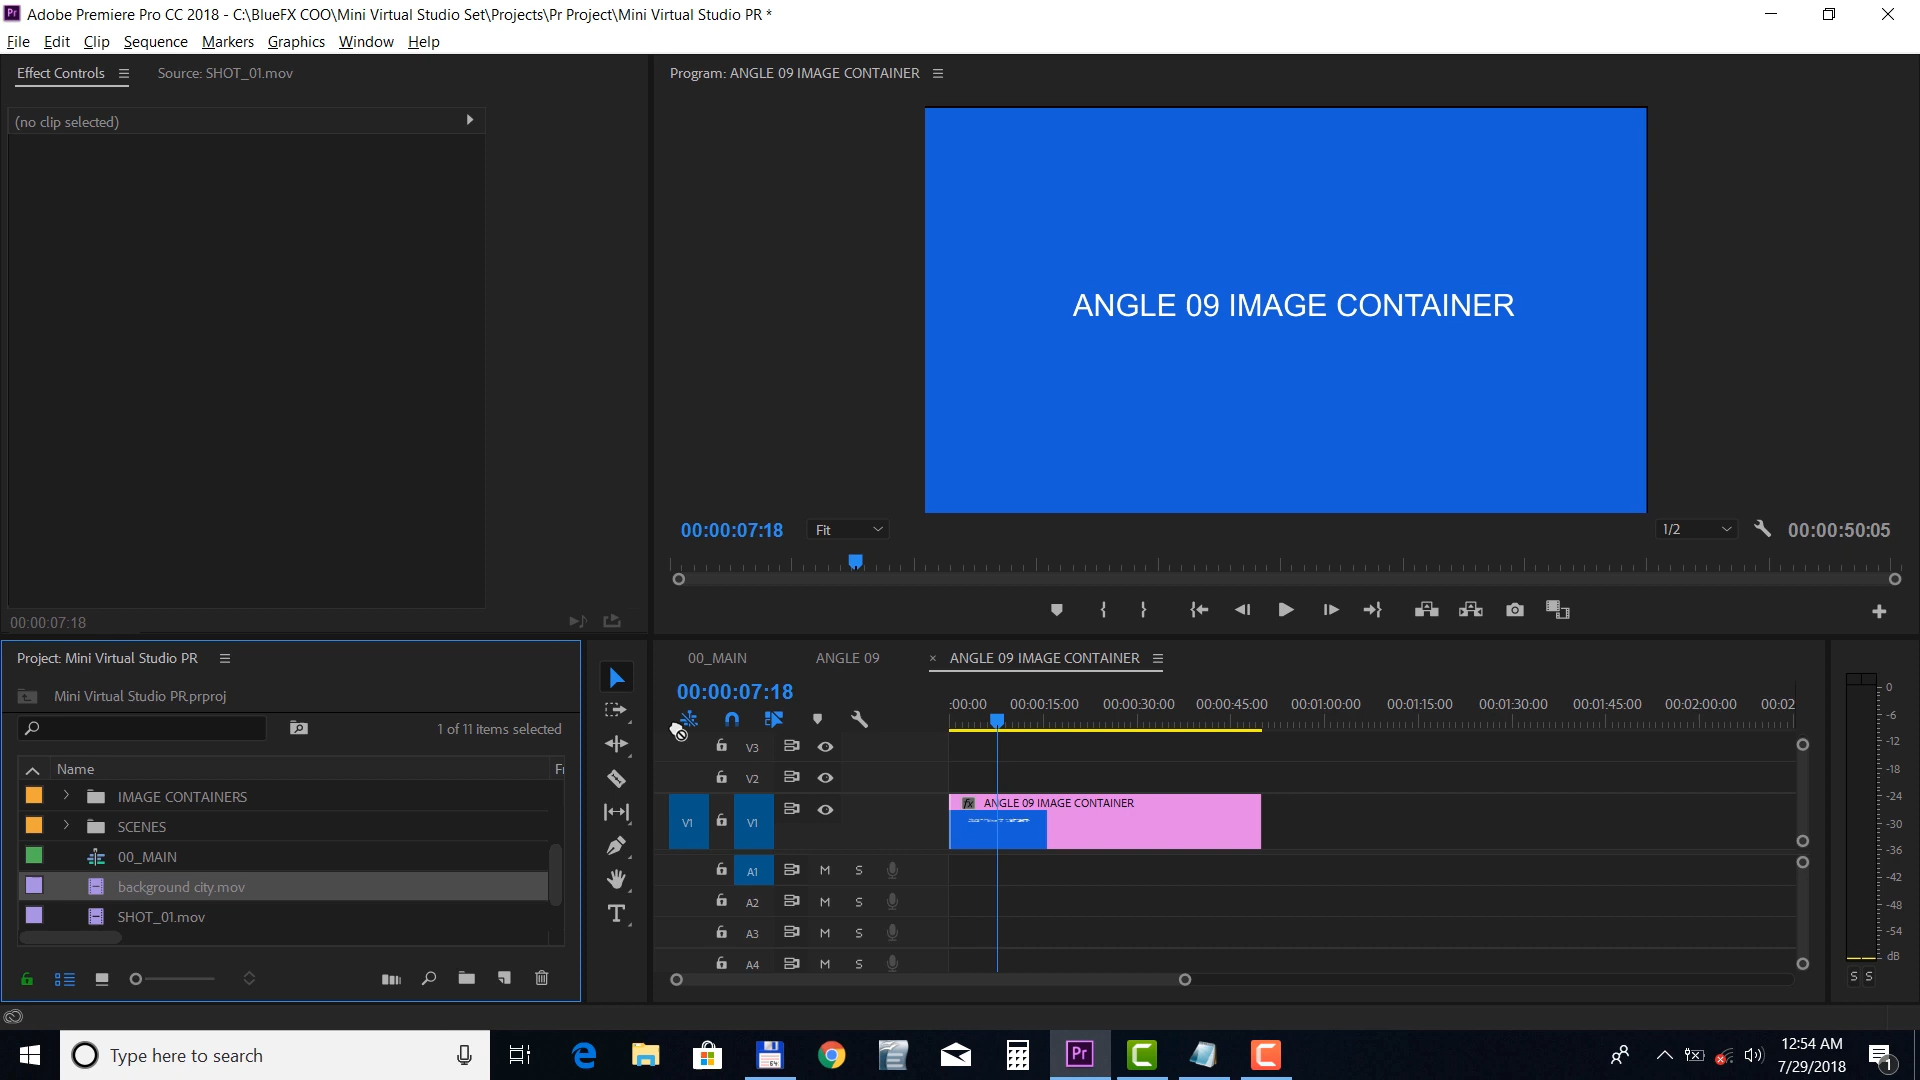 Adobe Premiere Pro CC 2018 - C:\BlueFX COO\Mini Virtual Studio Set\Projects\Pr Project\Mini Virtual Studio PR *
File Edit Clip Sequence Markers Graphics Window Help
Effect Controls
Source: SHOT_01.mov
Program: ANGLE 09 IMAGE CONTAINER
(no clip selected)
ANGLE 09 IMAGE CONTAINER
00:00:07:18
Fit
1/2
00:00:50:05
00:00:07:18
Project: Mini Virtual Studio PR
Mini Virtual Studio PR.prproj
1 of 11 items selected
Name
Fr
IMAGE CONTAINERS
SCENES
00_MAIN
background city.mov
SHOT_01.mov
00_MAIN
ANGLE 09
× ANGLE 09 IMAGE CONTAINER
00:00:07:18
:00:00 00:00:15:00 00:00:30:00 00:00:45:00 00:01:00:00 00:01:15:00 00:01:30:00 00:01:45:00 00:02:00:00 00:02
V3
V2
V1 V1
fx ANGLE 09 IMAGE CONTAINER
A1 M S
A2 M S
A3 M S
A4 M S
0
-6
-12
-18
-24
-30
-36
-42
-48
-54
dB
S S
Type here to search
Pr
12:54 AM
7/29/2018
1